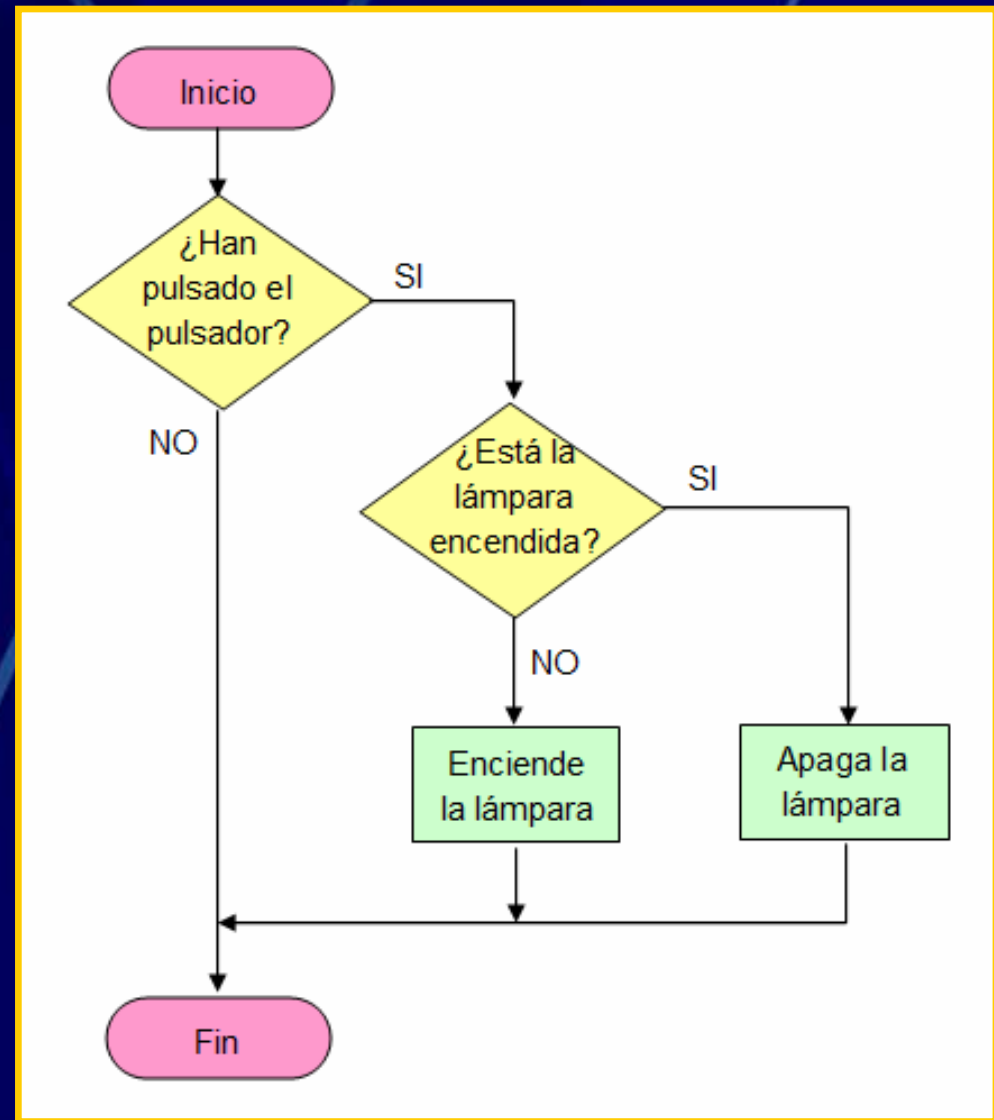 Inicio
¿Han
pulsado el
pulsador?
SI
NO
¿Está la
lámpara
encendida?
SI
NO
Enciende
la lámpara
Apaga la
lámpara
Fin